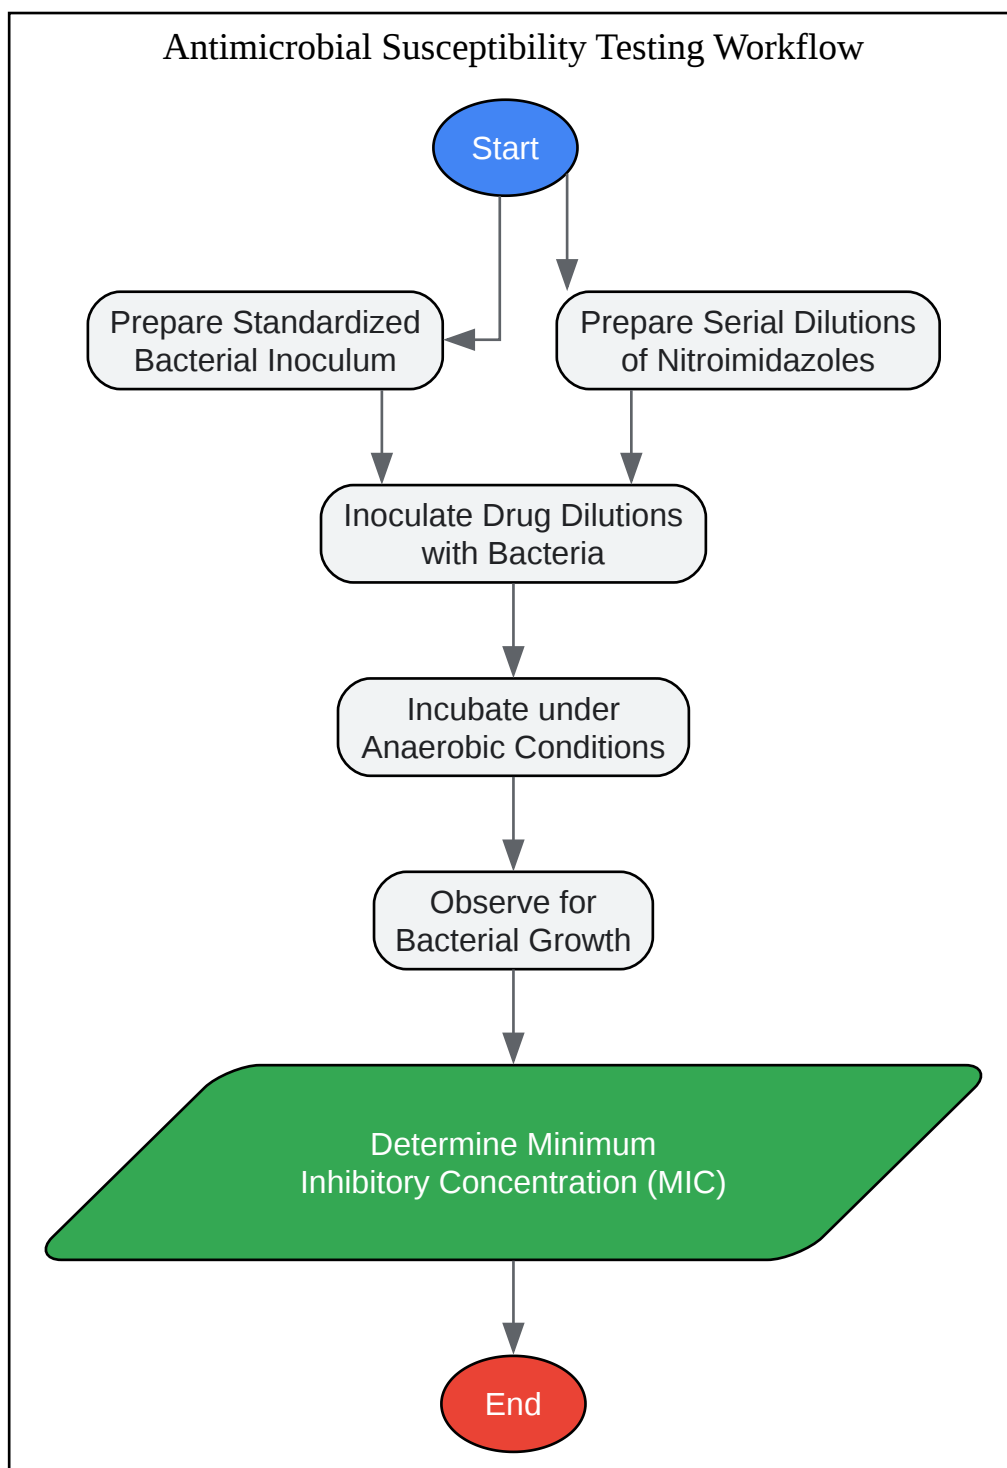 Antimicrobial Susceptibility Testing Workflow
Start
Prepare Standardized
Bacterial Inoculum
Prepare Serial Dilutions
of Nitroimidazoles
Inoculate Drug Dilutions
with Bacteria
Incubate under
Anaerobic Conditions
Observe for
Bacterial Growth
Determine Minimum
Inhibitory Concentration (MIC)
End